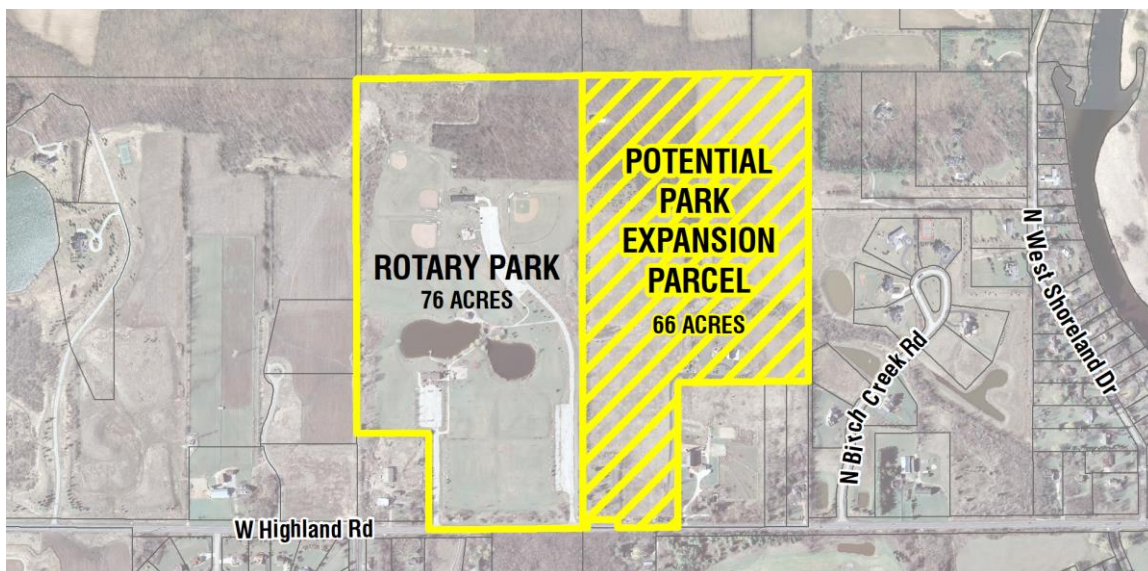 POTENTIAL
PARK
EXPANSION
PARCEL
66 ACRES
ROTARY PARK
76 ACRES
N West Shoreland Dr
N Birch Creek Rd
W Highland Rd